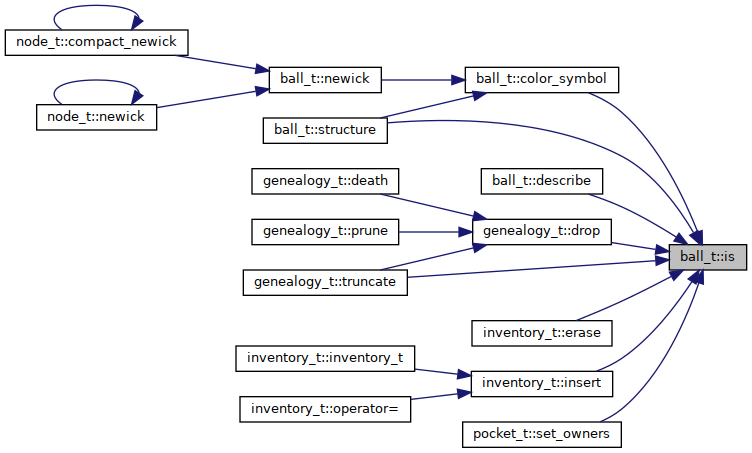 node_t::compact_newick
ball_t::newick
ball_t::color_symbol
node_t::newick
ball_t::structure
genealogy_t::death
ball_t::describe
genealogy_t::prune
genealogy_t::drop
ball_t::is
genealogy_t::truncate
inventory_t::erase
inventory_t::inventory_t
inventory_t::insert
inventory_t::operator=
pocket_t::set_owners